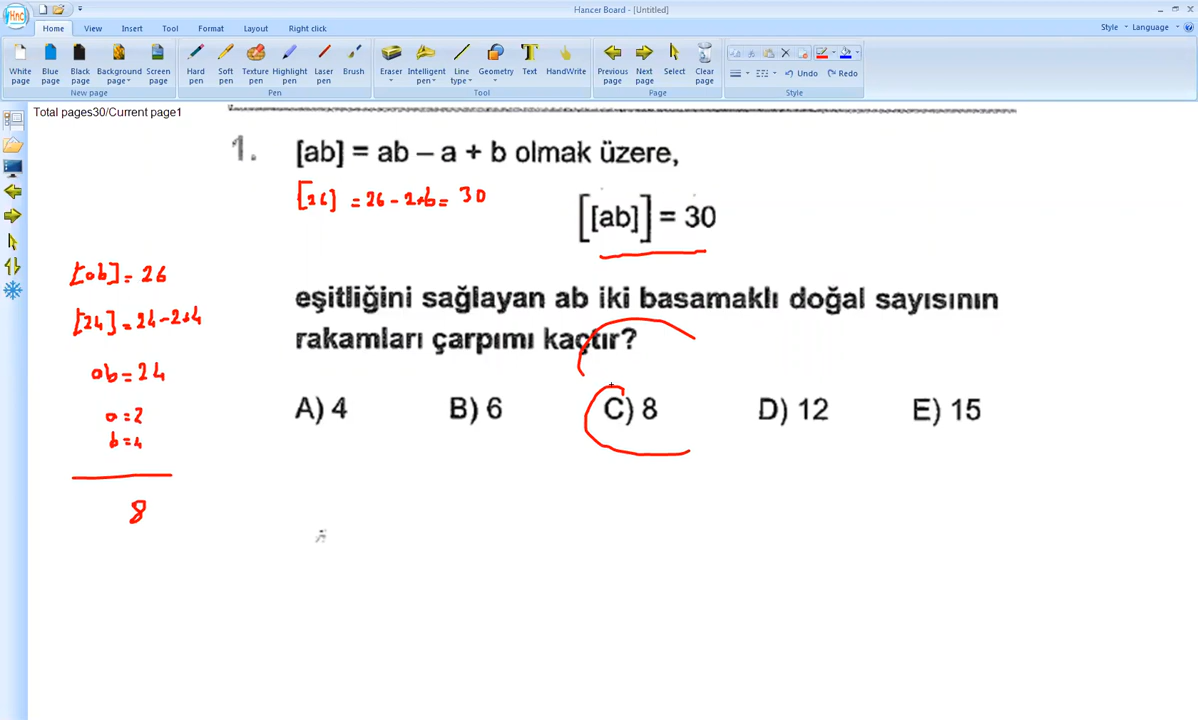 Hancer Board - [Untitled]
Home View Insert Tool Format Layout Right click Style Language
White page Blue page Black page Background page Screen page Hard pen Soft pen Texture pen Highlight pen Laser pen Brush Eraser Intelligent pen Line type Geometry Text HandWrite Previous page Next page Select Clear page Undo Redo
New page Pen Tool Page Style
Total pages30/Current page1
1. [ab] = ab – a + b olmak üzere,
[26] = 26 - 2+6 = 30
[[ab]] = 30
[ab] = 26
[24] = 24-2+4
ab = 24
a = 2
b = 4
8
eşitliğini sağlayan ab iki basamaklı doğal sayısının
rakamları çarpımı kaçtır?
A) 4 B) 6 C) 8 D) 12 E) 15